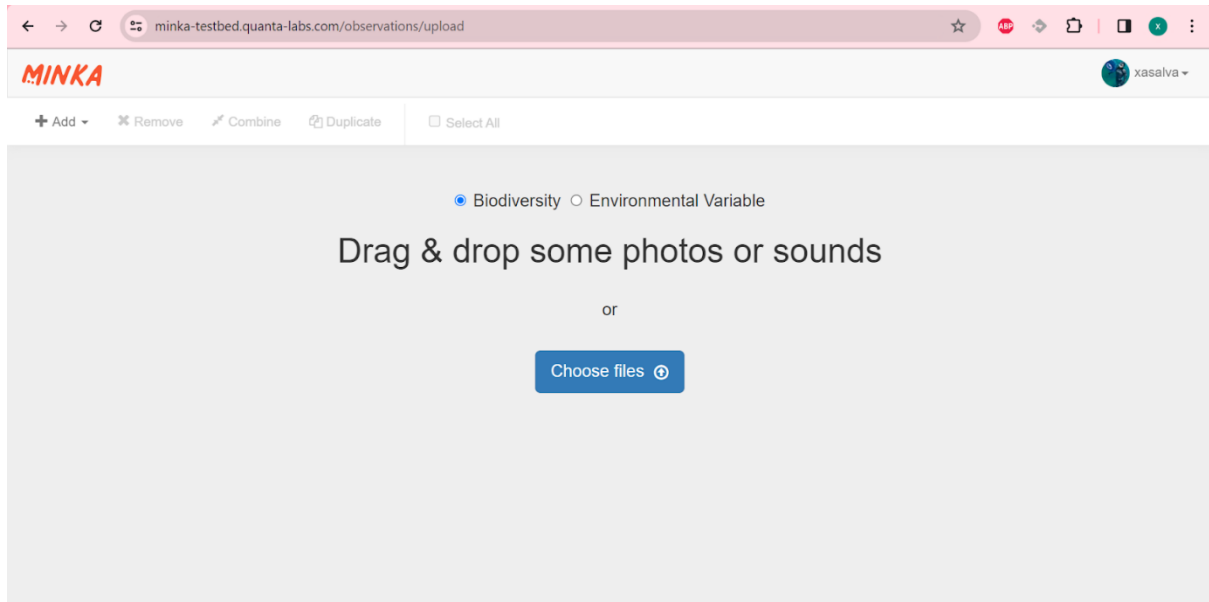 minka-testbed.quanta-labs.com/observations/upload
ABP
x
MINKA
xasalva
Add
Remove
Combine
Duplicate
Select All
Biodiversity
Environmental Variable
Drag & drop some photos or sounds
or
Choose files